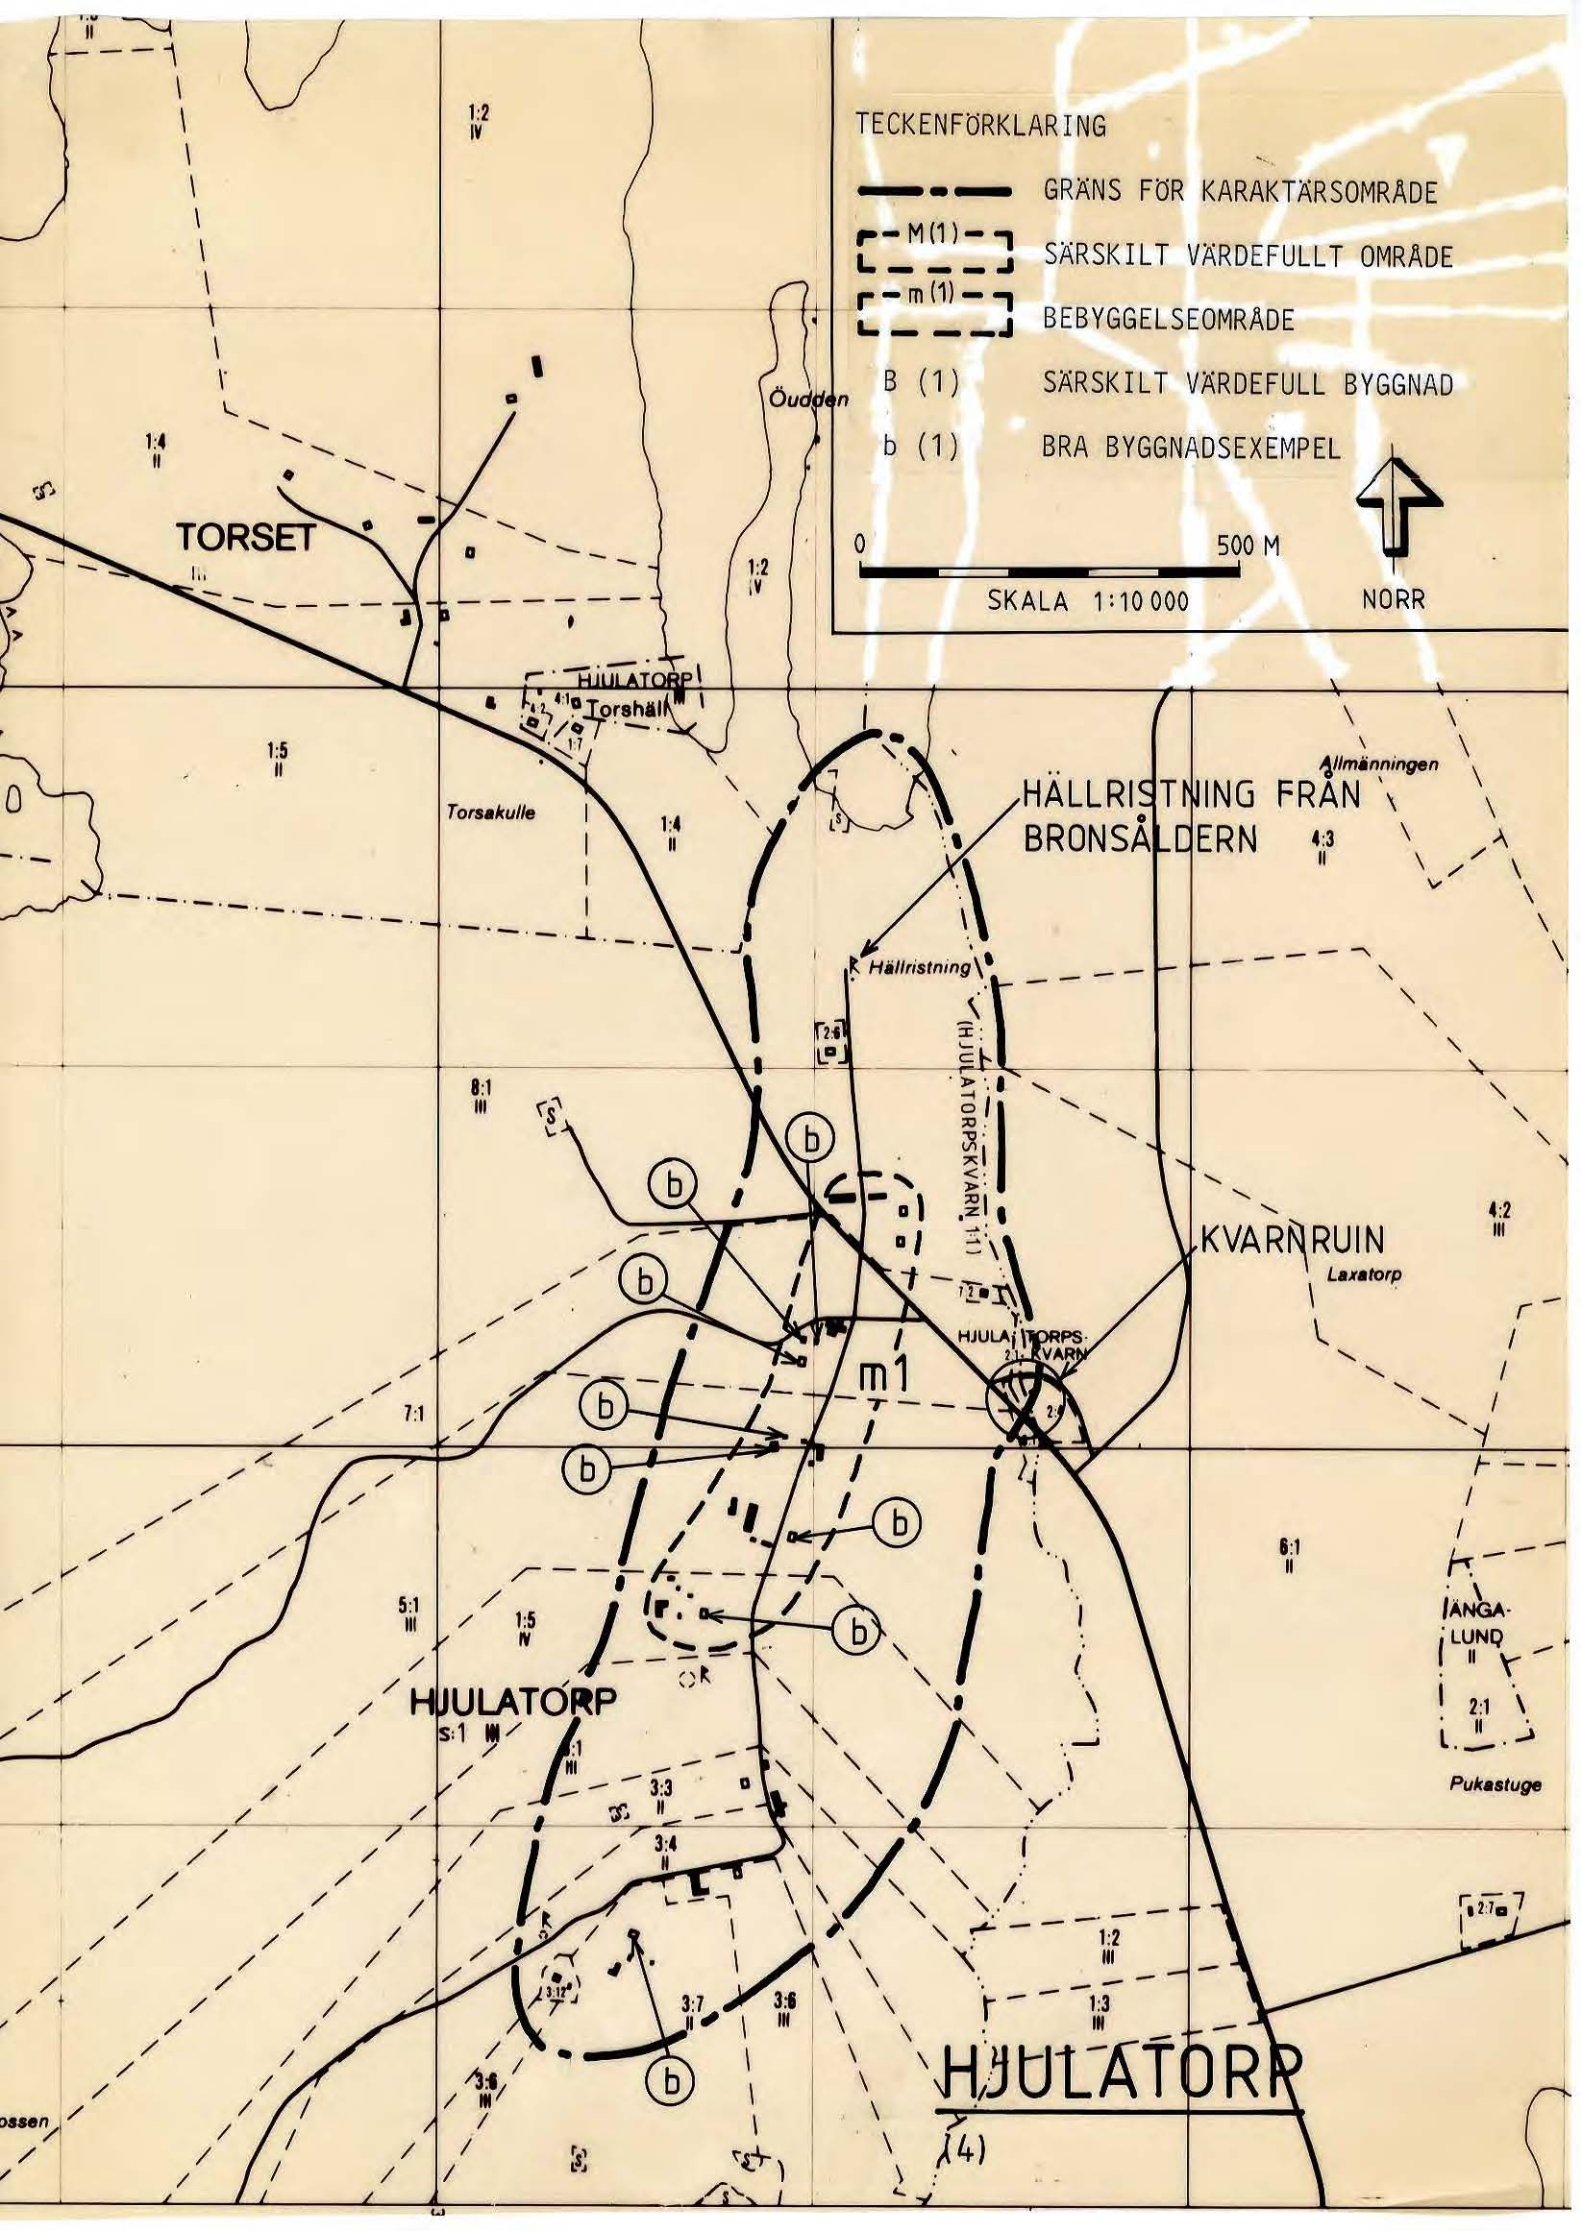 1:2
IV
TECKENFÖRKLARING
GRÄNS FÖR KARAKTÄRSOMRÅDE
M(1)
SÄRSKILT VÄRDEFULLT OMRÅDE
m(1)
BEBYGGELSEOMRÅDE
B (1) SÄRSKILT VÄRDEFULL BYGGNAD
b (1) BRA BYGGNADSEXEMPEL
0 500 M
SKALA 1:10 000
NORR
Öudden
1:4
II
TORSET
III
1:2
IV
HJULATORP
Torshäll
4:2
4:1
1:7
1:5
II
Torsakulle
1:4
II
S
Allmänningen
HÄLLRISTNING FRÅN
BRONSÅLDERN
4:3
II
R Hällristning
2:6
(HJULATORPSKVARN 1:1)
8:1
III
S
b
b
b
4:2
III
KVARNRUIN
Laxatorp
7:2
HJULATORPS-
KVARN
2:1
m1
b
7:1
b
b
6:1
II
5:1
III
1:5
IV
b
ÄNGA-
LUND
II
2:1
II
R
HJULATORP
S:1 III
3:3
II
3:4
II
Pukastuge
R
2:7
1:2
III
3:12
3:7
II
3:6
III
1:3
III
b
3:6
III
HJULATORP
(4)
ossen
S
S
S